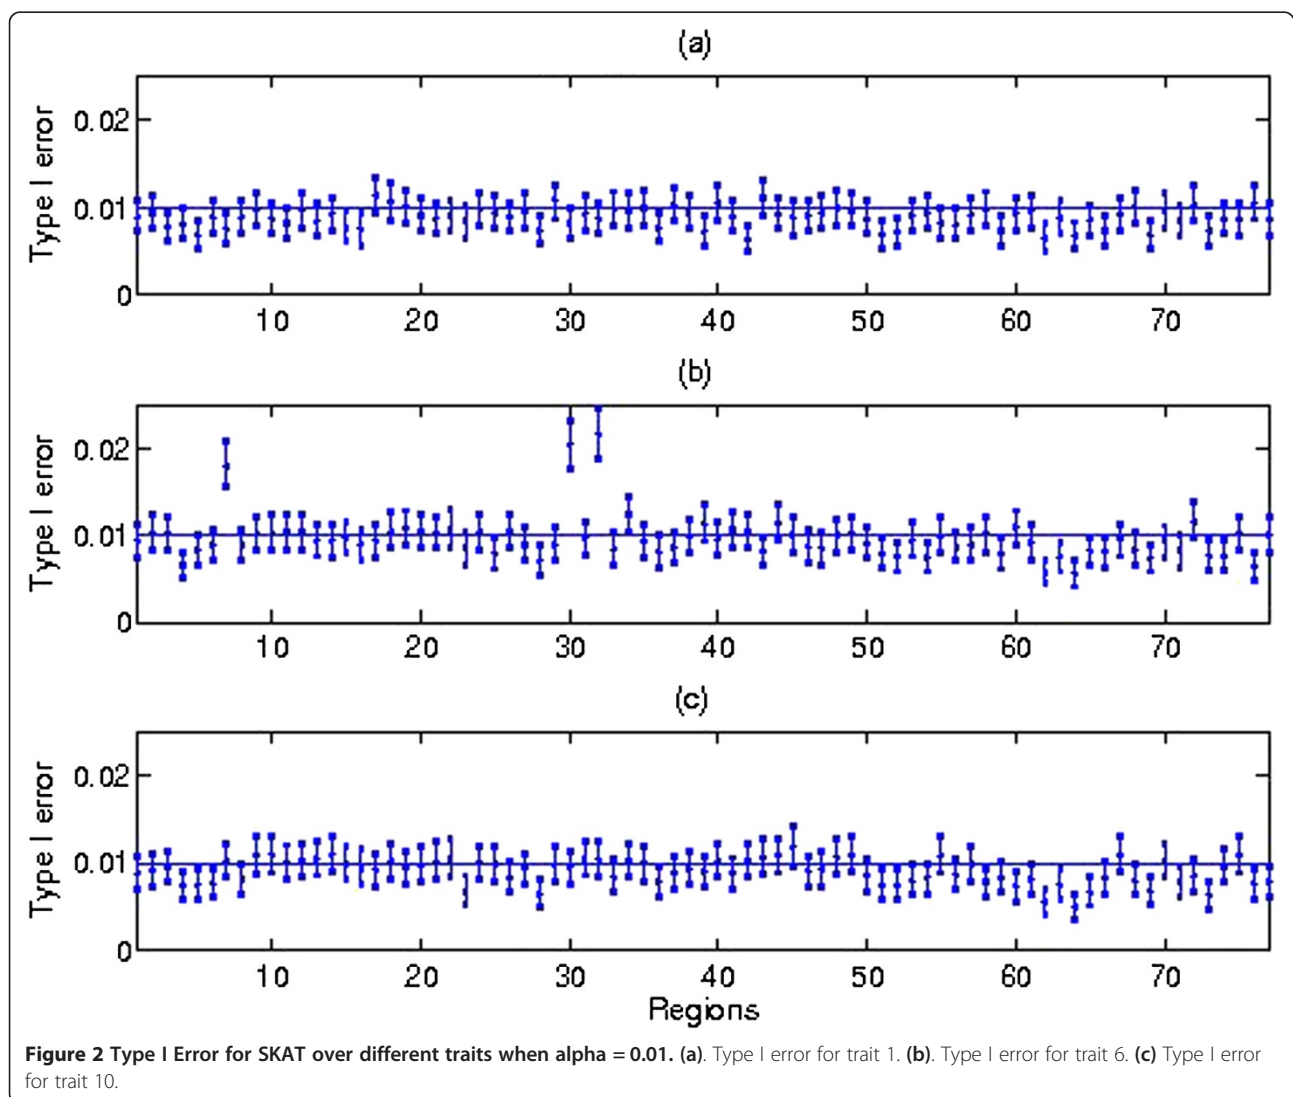 (a)
Type I error
0.02
0.01
0
10 20 30 40 50 60 70
(b)
Type I error
0.02
0.01
0
10 20 30 40 50 60 70
(c)
Type I error
0.02
0.01
0
10 20 30 40 50 60 70
Regions
Figure 2 Type I Error for SKAT over different traits when alpha = 0.01. (a). Type I error for trait 1. (b). Type I error for trait 6. (c) Type I error
for trait 10.